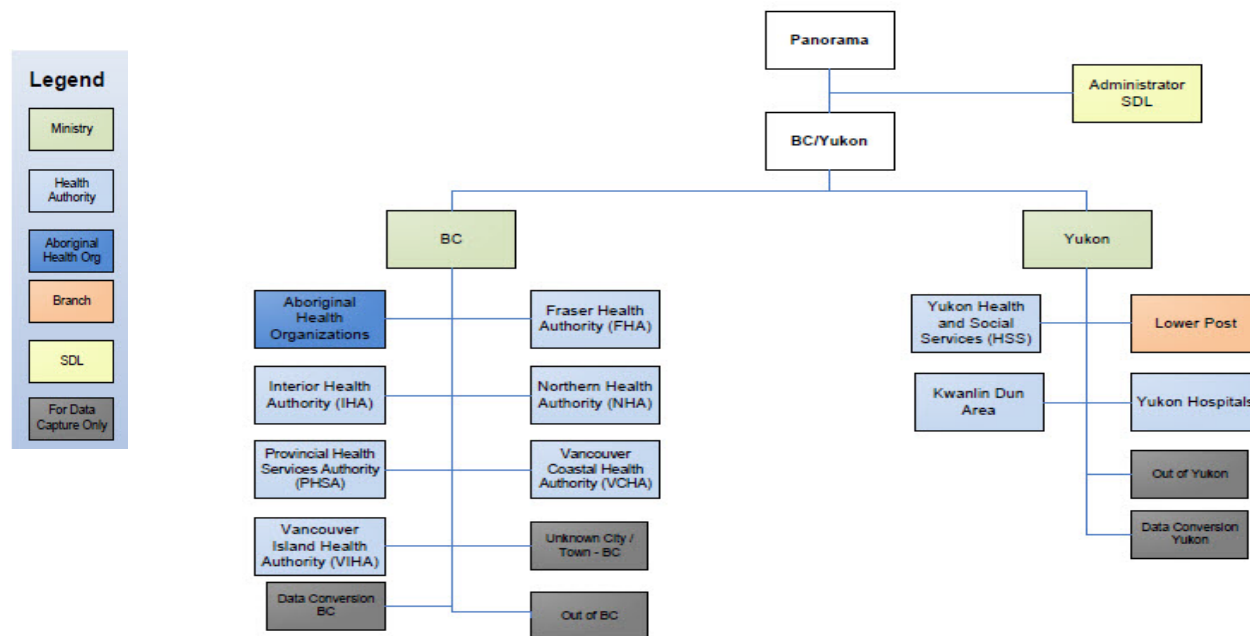 Legend
Ministry
Health
Authority
Aboriginal
Health Org
Branch
SDL
For Data
Capture Only
Panorama
Administrator
SDL
BC/Yukon
BC
Yukon
Aboriginal
Health
Organizations
Fraser Health
Authority (FHA)
Interior Health
Authority (IHA)
Northern Health
Authority (NHA)
Provincial Health
Services Authority
(PHSA)
Vancouver
Coastal Health
Authority (VCHA)
Vancouver
Island Health
Authority (VIHA)
Unknown City /
Town - BC
Data Conversion
BC
Out of BC
Yukon Health
and Social
Services (HSS)
Lower Post
Kwanlin Dun
Area
Yukon Hospitals
Out of Yukon
Data Conversion
Yukon